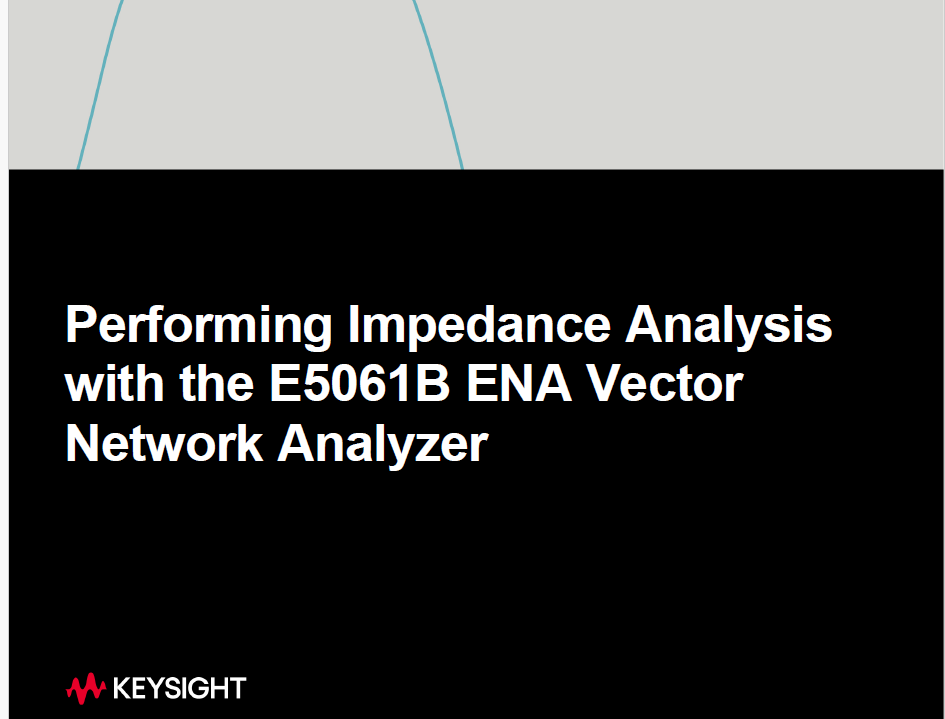 Performing Impedance Analysis
with the E5061B ENA Vector
Network Analyzer
KEYSIGHT